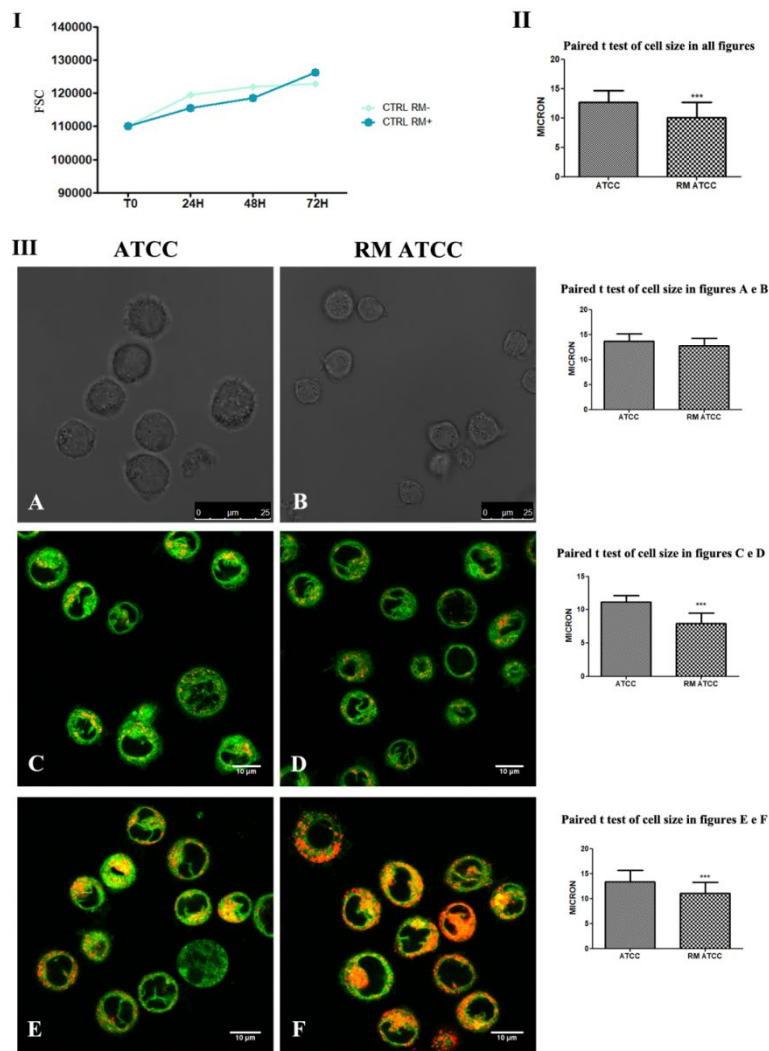 I
FSC
140000
130000
120000
110000
100000
90000
T0 24H 48H 72H
CTRL RM-
CTRL RM+
II
Paired t test of cell size in all figures
MICRON
20
15
10
5
0
***
ATCC RM ATCC
III
ATCC RM ATCC
A
0 µm 25
B
0 µm 25
Paired t test of cell size in figures A e B
MICRON
20
15
10
5
0
ATCC RM ATCC
C
10 µm
D
10 µm
Paired t test of cell size in figures C e D
MICRON
15
10
5
0
***
ATCC RM ATCC
E
10 µm
F
10 µm
Paired t test of cell size in figures E e F
MICRON
20
15
10
5
0
***
ATCC RM ATCC